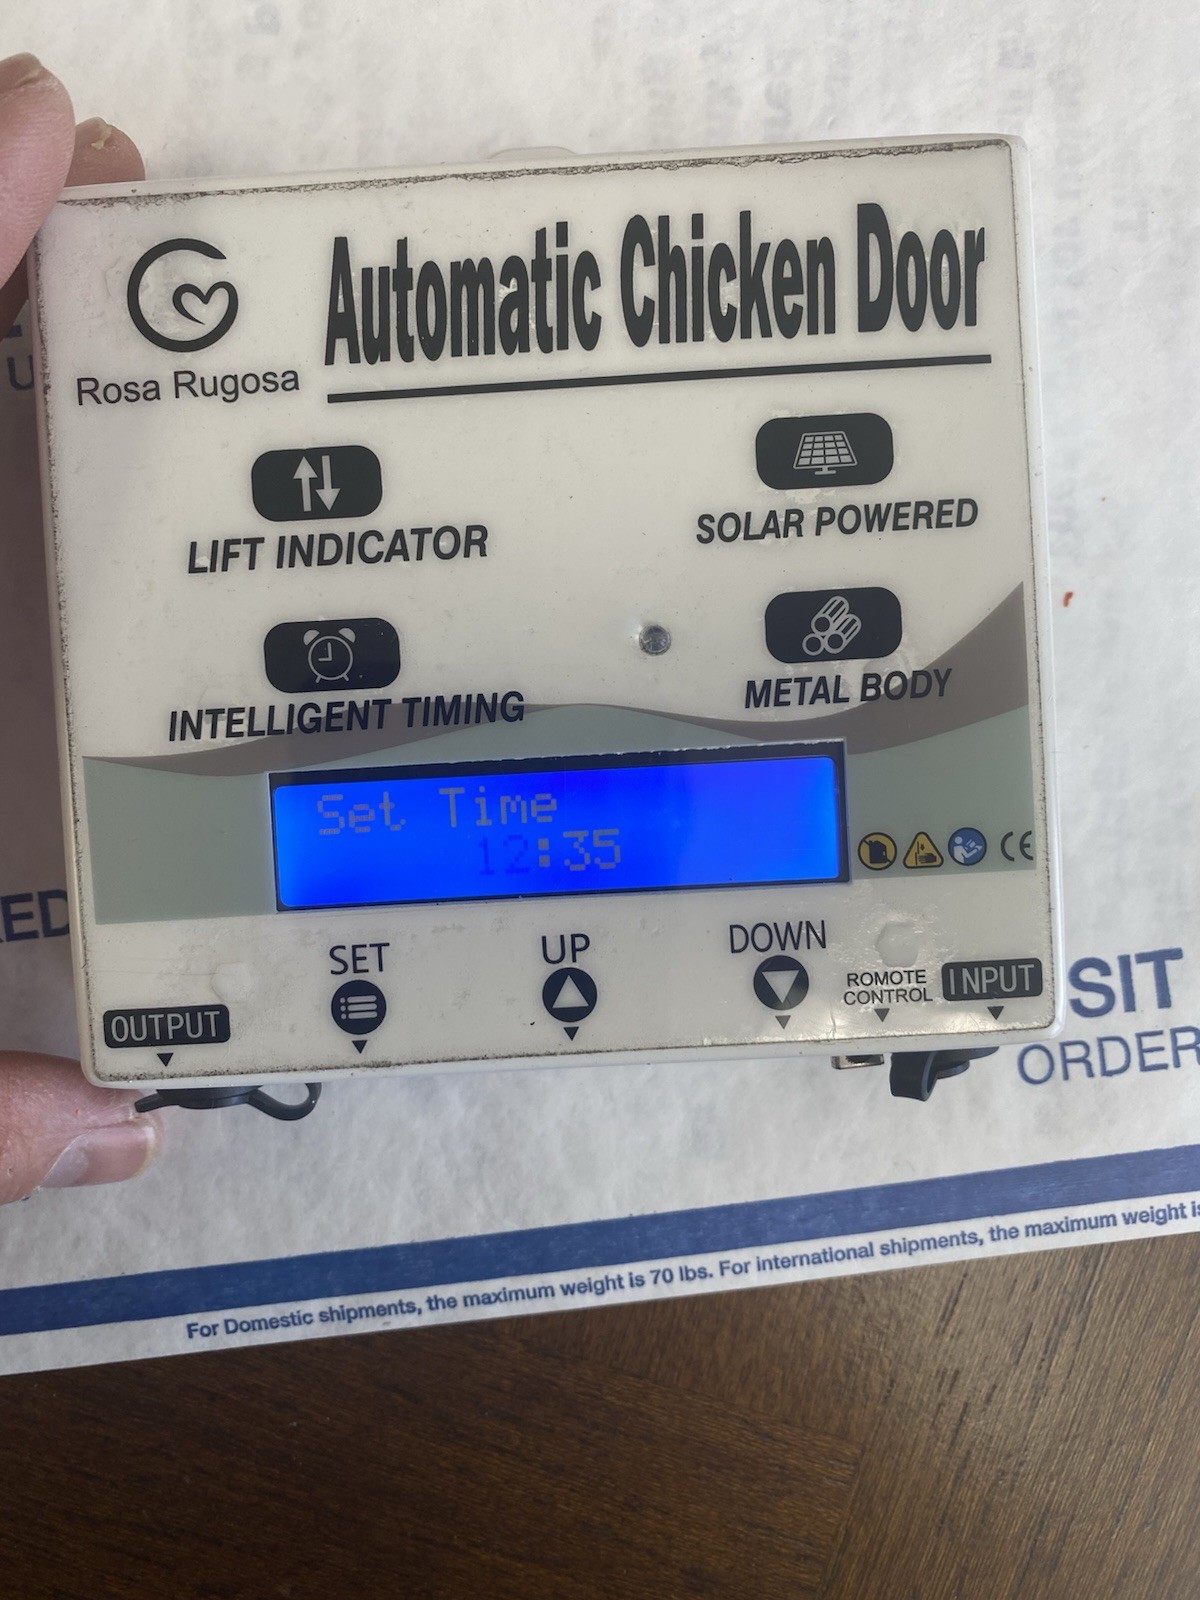 Automatic Chicken Door
Rosa Rugosa
LIFT INDICATOR
SOLAR POWERED
INTELLIGENT TIMING
METAL BODY
Set Time
12:35
CE
SET
UP
DOWN
ROMOTE
CONTROL
INPUT
OUTPUT
SIT
ORDER
For Domestic shipments, the maximum weight is 70 lbs. For international shipments, the maximum weight is